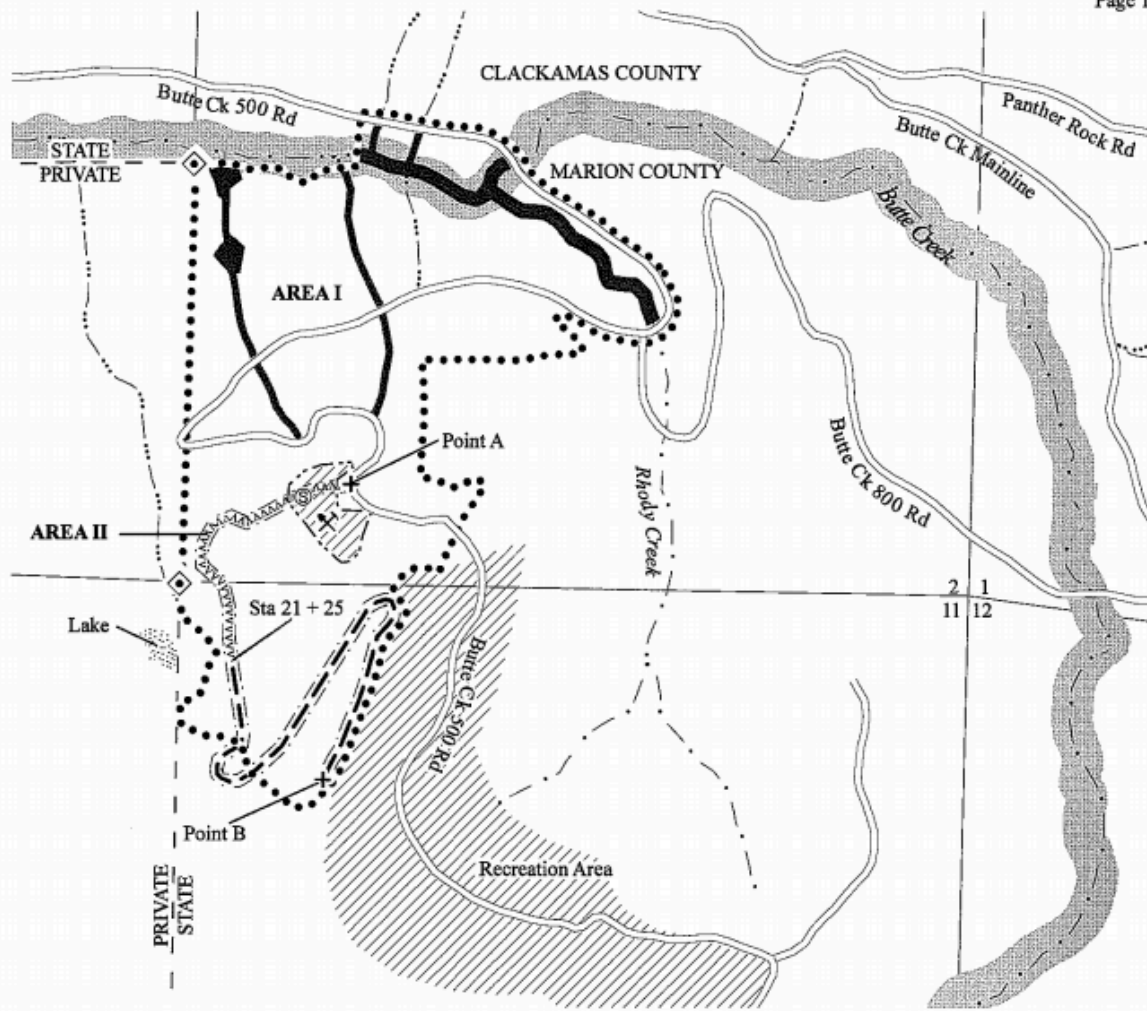 Page 1
CLACKAMAS COUNTY
Butte Ck 500 Rd
Panther Rock Rd
Butte Ck Mainline
STATE
PRIVATE
MARION COUNTY
Butte Creek
AREA I
Point A
Butte Ck 800 Rd
Rhody Creek
S
AREA II
2 1
11 12
Sta 21 + 25
Lake
Butte Ck 500 Rd
Point B
Recreation Area
PRIVATE
STATE